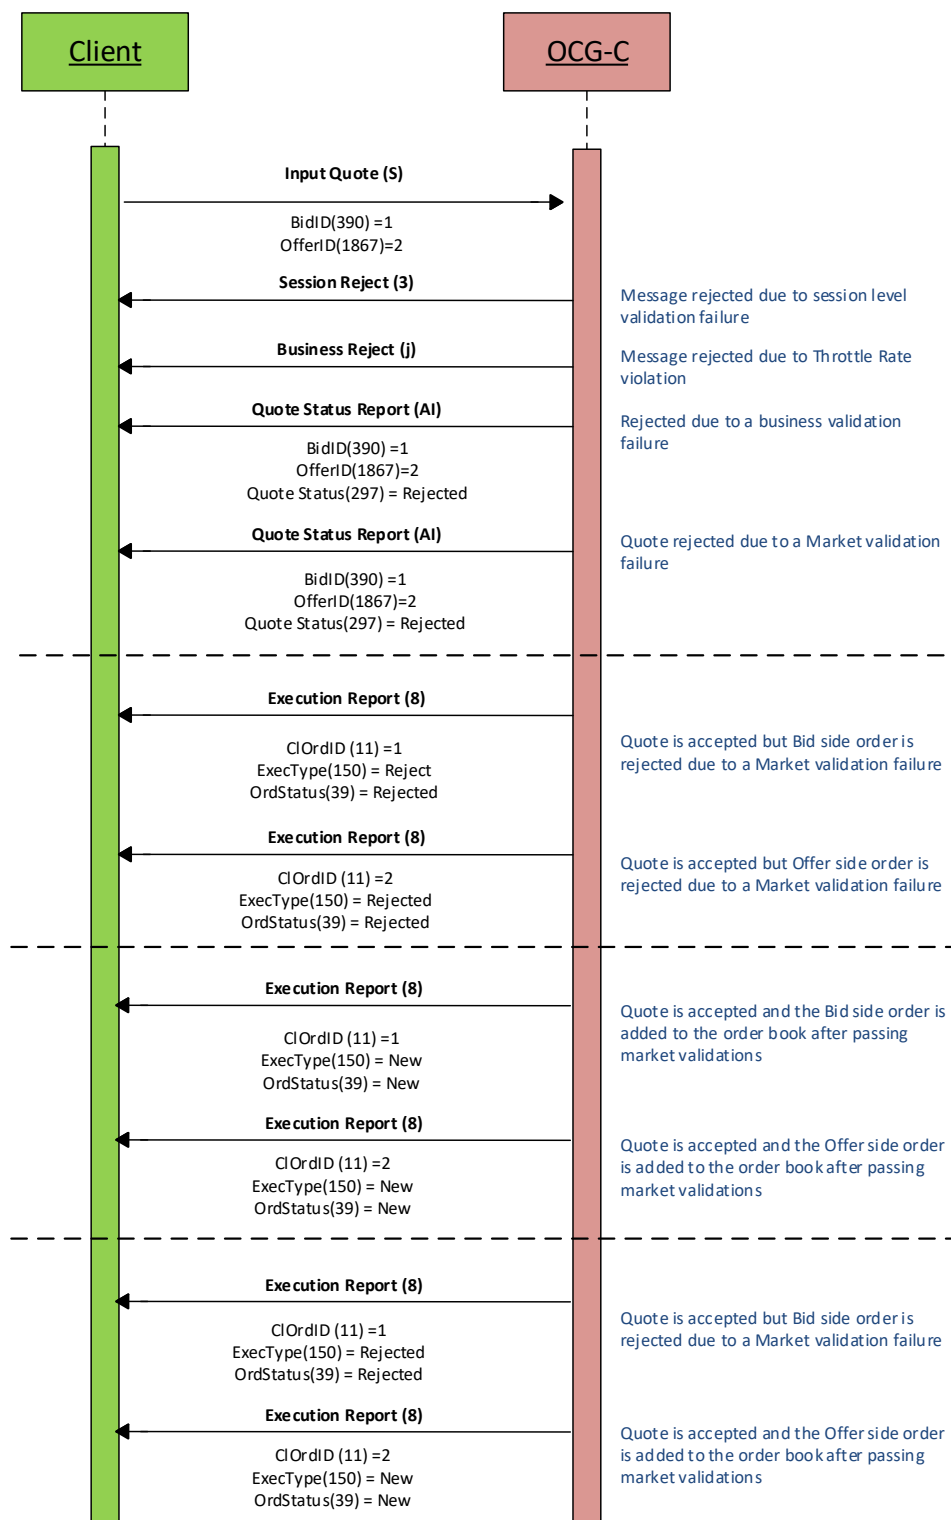 Client
OCG-C
Input Quote (S)
BidID(390) =1
OfferID(1867)=2
Session Reject (3)
Message rejected due to session level
validation failure
Business Reject (j)
Message rejected due to Throttle Rate
violation
Quote Status Report (AI)
Rejected due to a business validation
failure
BidID(390) =1
OfferID(1867)=2
Quote Status(297) = Rejected
Quote Status Report (AI)
Quote rejected due to a Market validation
failure
BidID(390) =1
OfferID(1867)=2
Quote Status(297) = Rejected
Execution Report (8)
Quote is accepted but Bid side order is
rejected due to a Market validation failure
ClOrdID (11) =1
ExecType(150) = Reject
OrdStatus(39) = Rejected
Execution Report (8)
Quote is accepted but Offer side order is
rejected due to a Market validation failure
ClOrdID (11) =2
ExecType(150) = Rejected
OrdStatus(39) = Rejected
Execution Report (8)
Quote is accepted and the Bid side order is
added to the order book after passing
market validations
ClOrdID (11) =1
ExecType(150) = New
OrdStatus(39) = New
Execution Report (8)
Quote is accepted and the Offer side order
is added to the order book after passing
market validations
ClOrdID (11) =2
ExecType(150) = New
OrdStatus(39) = New
Execution Report (8)
Quote is accepted but Bid side order is
rejected due to a Market validation failure
ClOrdID (11) =1
ExecType(150) = Rejected
OrdStatus(39) = Rejected
Execution Report (8)
Quote is accepted and the Offer side order
is added to the order book after passing
market validations
ClOrdID (11) =2
ExecType(150) = New
OrdStatus(39) = New